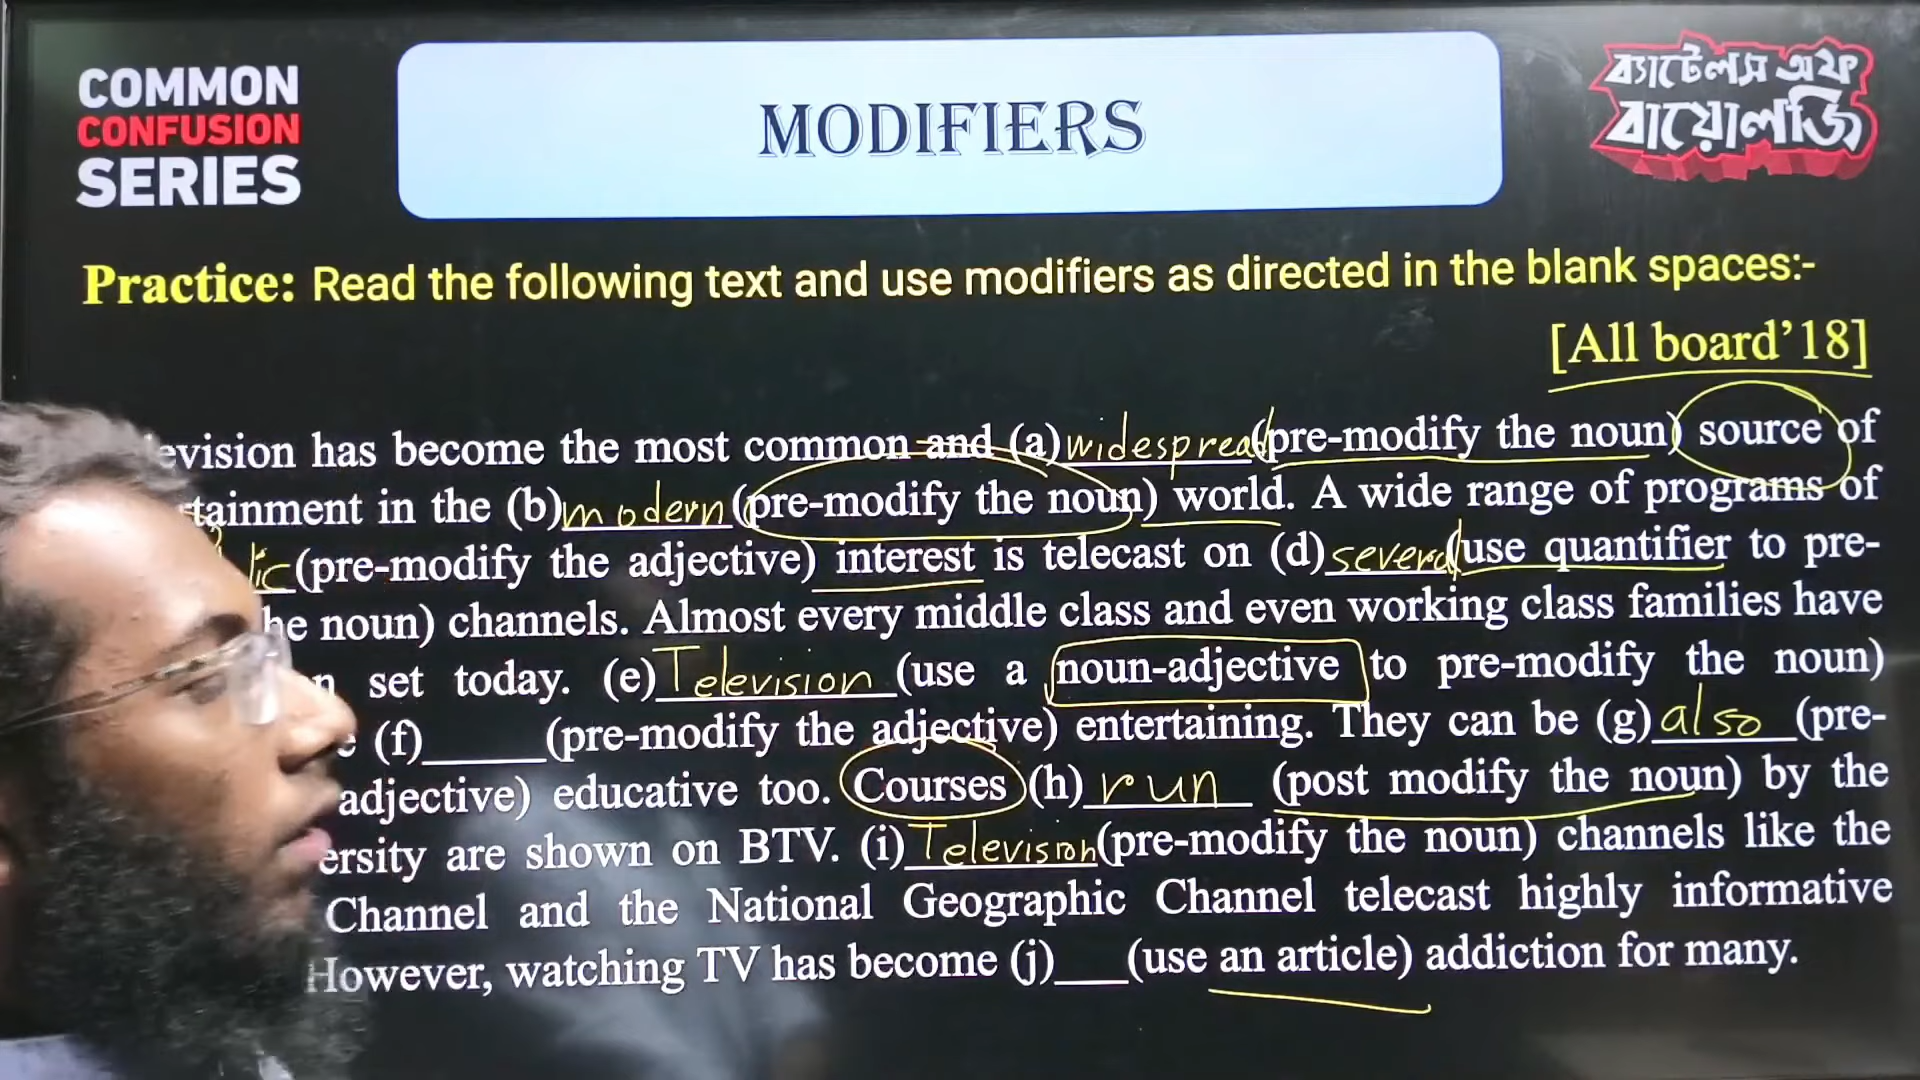 COMMON
CONFUSION
SERIES
MODIFIERS
ব্যাটেলস অফ
বায়োলজি
Practice: Read the following text and use modifiers as directed in the blank spaces:-
[All board'18]
evision has become the most common and (a) widespread (pre-modify the noun) source of
tainment in the (b) modern (pre-modify the noun) world. A wide range of programs of
lic (pre-modify the adjective) interest is telecast on (d) several (use quantifier to pre-
he noun) channels. Almost every middle class and even working class families have
n set today. (e) Television (use a noun-adjective to pre-modify the noun)
(f)_____(pre-modify the adjective) entertaining. They can be (g) also (pre-
adjective) educative too. Courses (h) run (post modify the noun) by the
ersity are shown on BTV. (i) Television (pre-modify the noun) channels like the
Channel and the National Geographic Channel telecast highly informative
However, watching TV has become (j)___(use an article) addiction for many.